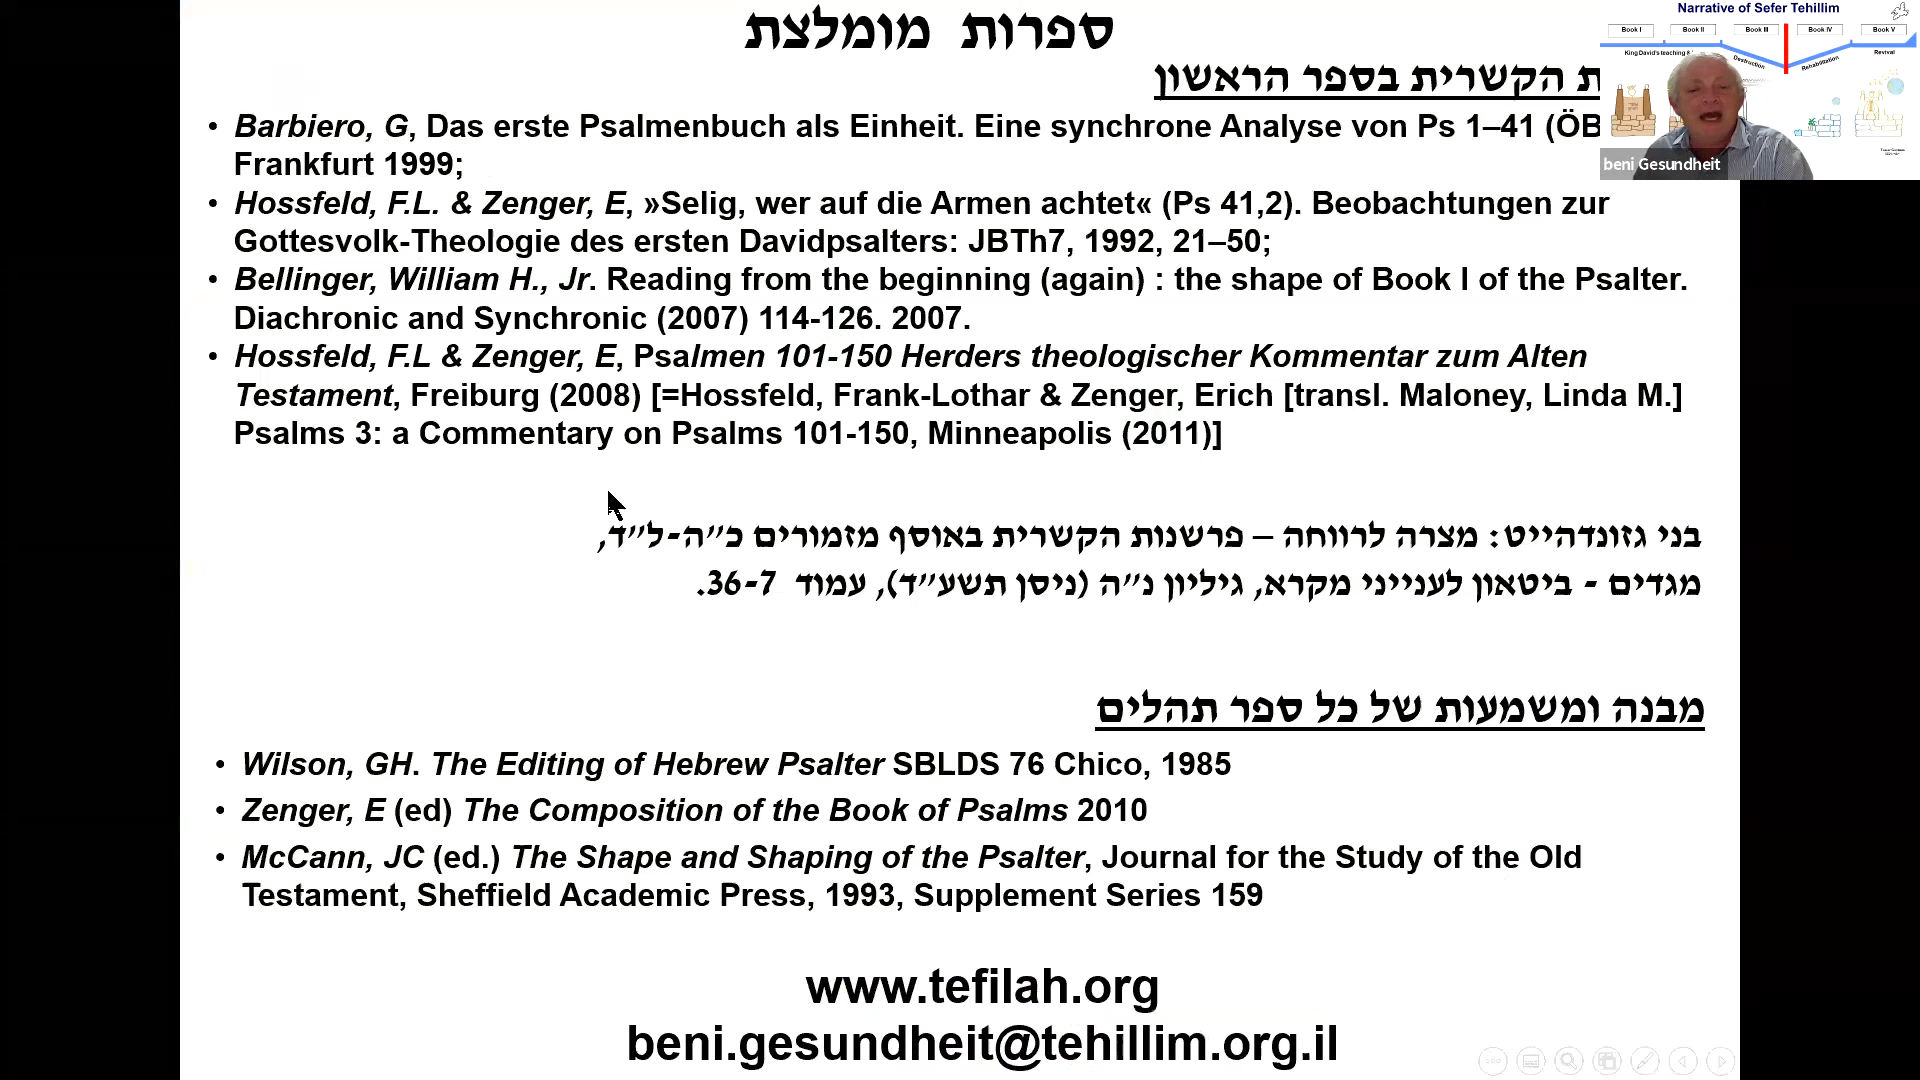 ספרות מומלצת
ת הקשרית בספר הראשון
• Barbiero, G, Das erste Psalmenbuch als Einheit. Eine synchrone Analyse von Ps 1–41 (ÖB
Frankfurt 1999;
• Hossfeld, F.L. & Zenger, E, »Selig, wer auf die Armen achtet« (Ps 41,2). Beobachtungen zur
Gottesvolk-Theologie des ersten Davidpsalters: JBTh7, 1992, 21–50;
• Bellinger, William H., Jr. Reading from the beginning (again) : the shape of Book I of the Psalter.
Diachronic and Synchronic (2007) 114-126. 2007.
• Hossfeld, F.L & Zenger, E, Psalmen 101-150 Herders theologischer Kommentar zum Alten
Testament, Freiburg (2008) [=Hossfeld, Frank-Lothar & Zenger, Erich [transl. Maloney, Linda M.]
Psalms 3: a Commentary on Psalms 101-150, Minneapolis (2011)]
בני גזונדהייט: מצרה לרווחה – פרשנות הקשרית באוסף מזמורים כ״ה-ל״ד,
מגדים - ביטאון לענייני מקרא, גיליון נ״ה (ניסן תשע״ד), עמוד 36-7.
מבנה ומשמעות של כל ספר תהלים
• Wilson, GH. The Editing of Hebrew Psalter SBLDS 76 Chico, 1985
• Zenger, E (ed) The Composition of the Book of Psalms 2010
• McCann, JC (ed.) The Shape and Shaping of the Psalter, Journal for the Study of the Old
Testament, Sheffield Academic Press, 1993, Supplement Series 159
www.tefilah.org
beni.gesundheit@tehillim.org.il
Narrative of Sefer Tehillim
Book I Book II Book III Book IV Book V
King David's teaching &
Destruction
Rehabilitation
Revival
beni Gesundheit